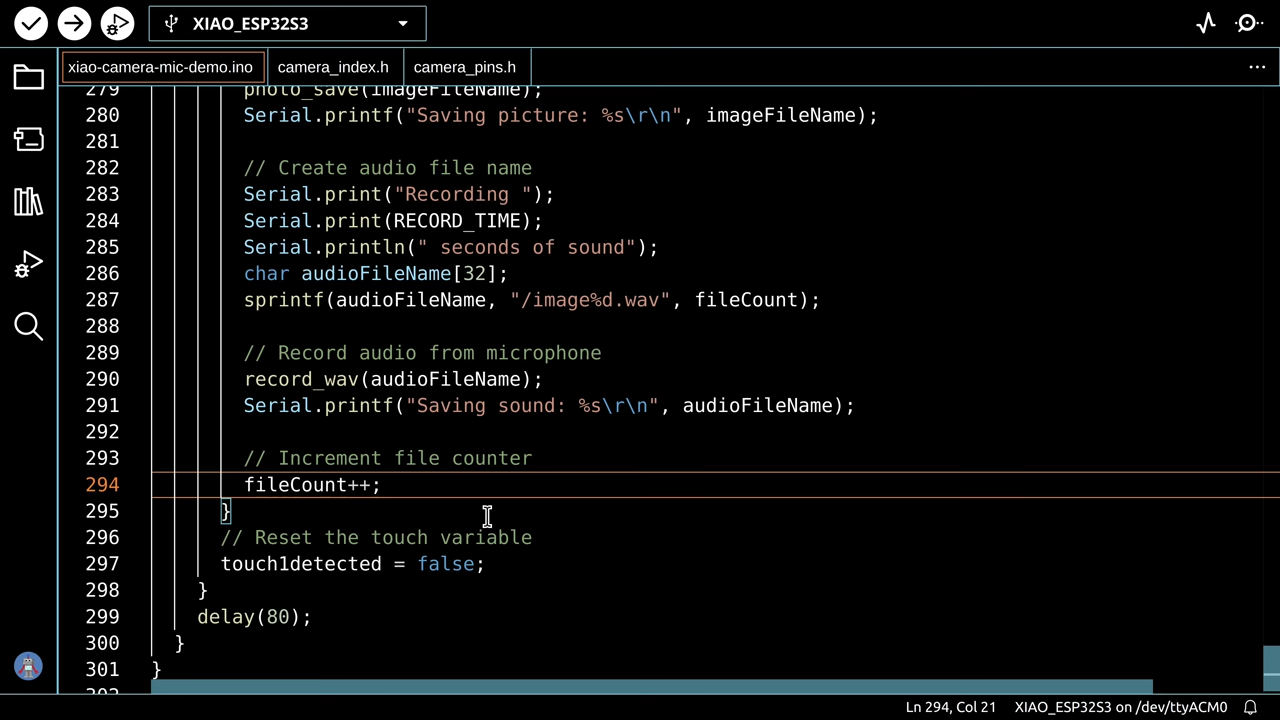 XIAO_ESP32S3
xiao-camera-mic-demo.ino camera_index.h camera_pins.h
279 photo_save(imageFileName);
280 Serial.printf("Saving picture: %s\r\n", imageFileName);
281
282 // Create audio file name
283 Serial.print("Recording ");
284 Serial.print(RECORD_TIME);
285 Serial.println(" seconds of sound");
286 char audioFileName[32];
287 sprintf(audioFileName, "/image%d.wav", fileCount);
288
289 // Record audio from microphone
290 record_wav(audioFileName);
291 Serial.printf("Saving sound: %s\r\n", audioFileName);
292
293 // Increment file counter
294 fileCount++;
295 }
296 // Reset the touch variable
297 touch1detected = false;
298 }
299 delay(80);
300 }
301 }
302
Ln 294, Col 21 XIAO_ESP32S3 on /dev/ttyACM0